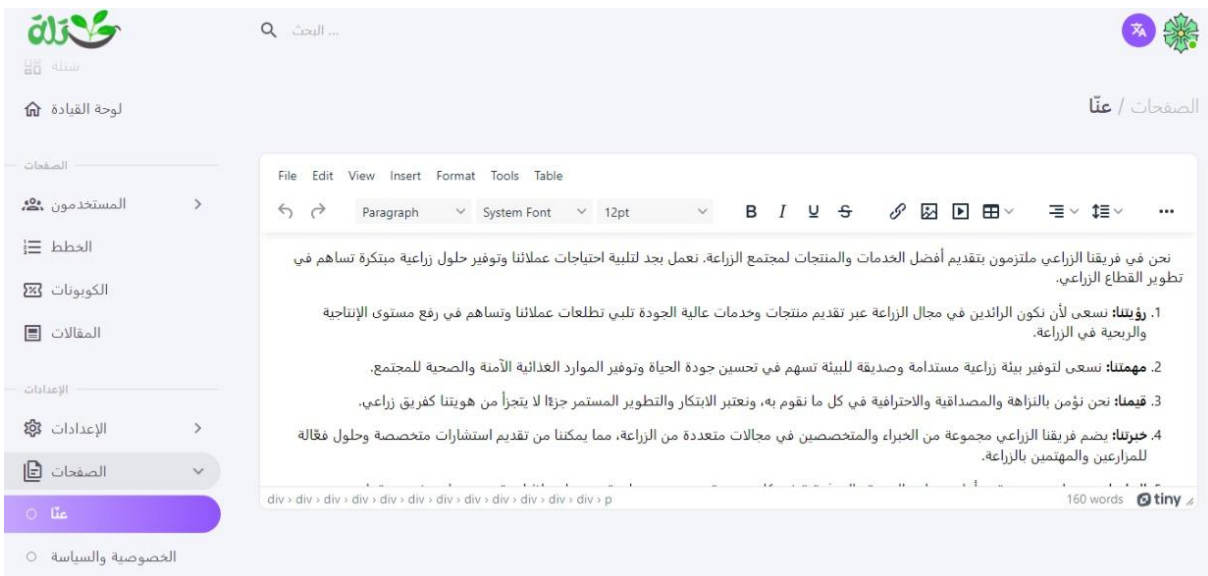 تلة
البحث ...
شتلة
لوحة القيادة
الصفحات / عنّا
الصفحات
المستخدمون
الخطط
الكوبونات
المقالات
الإعدادات
الإعدادات
الصفحات
عنّا
الخصوصية والسياسة
File Edit View Insert Format Tools Table
Paragraph System Font 12pt B I U S
نحن في فريقنا الزراعي ملتزمون بتقديم أفضل الخدمات والمنتجات لمجتمع الزراعة. نعمل بجد لتلبية احتياجات عملائنا وتوفير حلول زراعية مبتكرة تساهم في
تطوير القطاع الزراعي.
1. رؤيتنا: نسعى لأن نكون الرائدين في مجال الزراعة عبر تقديم منتجات وخدمات عالية الجودة تلبي تطلعات عملائنا وتساهم في رفع مستوى الإنتاجية
والربحية في الزراعة.
2. مهمتنا: نسعى لتوفير بيئة زراعية مستدامة وصديقة للبيئة تسهم في تحسين جودة الحياة وتوفير الموارد الغذائية الآمنة والصحية للمجتمع.
3. قيمنا: نحن نؤمن بالنزاهة والمصداقية والاحترافية في كل ما نقوم به، ونعتبر الابتكار والتطوير المستمر جزءًا لا يتجزأ من هويتنا كفريق زراعي.
4. خبرتنا: يضم فريقنا الزراعي مجموعة من الخبراء والمتخصصين في مجالات متعددة من الزراعة، مما يمكننا من تقديم استشارات متخصصة وحلول فعّالة
للمزارعين والمهتمين بالزراعة.
div › div › div › div › div › div › div › div › div › div › div › p 160 words tiny